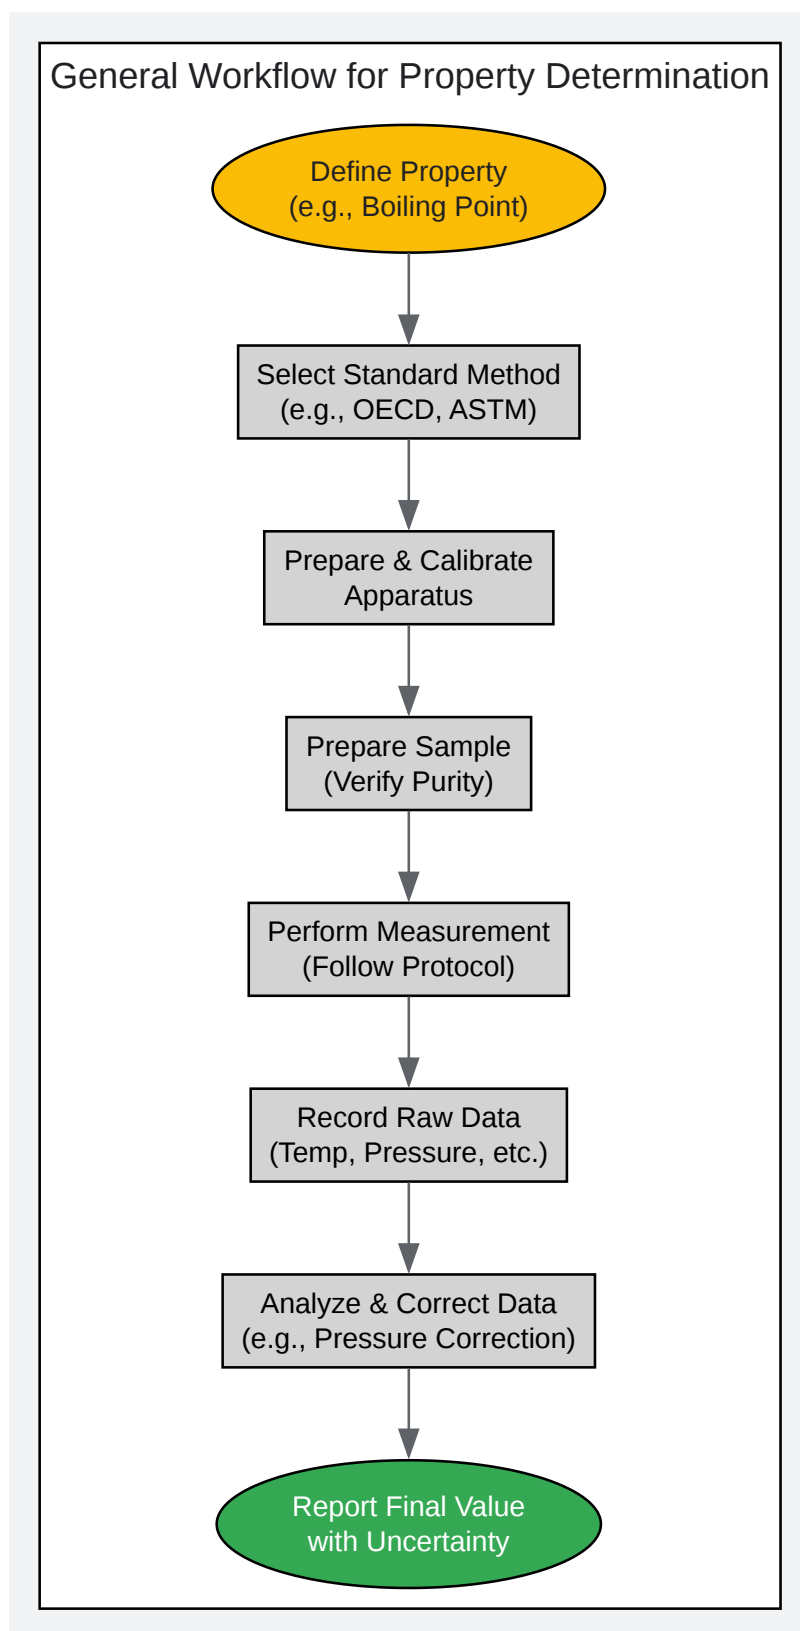 General Workflow for Property Determination
Define Property
(e.g., Boiling Point)
Select Standard Method
(e.g., OECD, ASTM)
Prepare & Calibrate
Apparatus
Prepare Sample
(Verify Purity)
Perform Measurement
(Follow Protocol)
Record Raw Data
(Temp, Pressure, etc.)
Analyze & Correct Data
(e.g., Pressure Correction)
Report Final Value
with Uncertainty